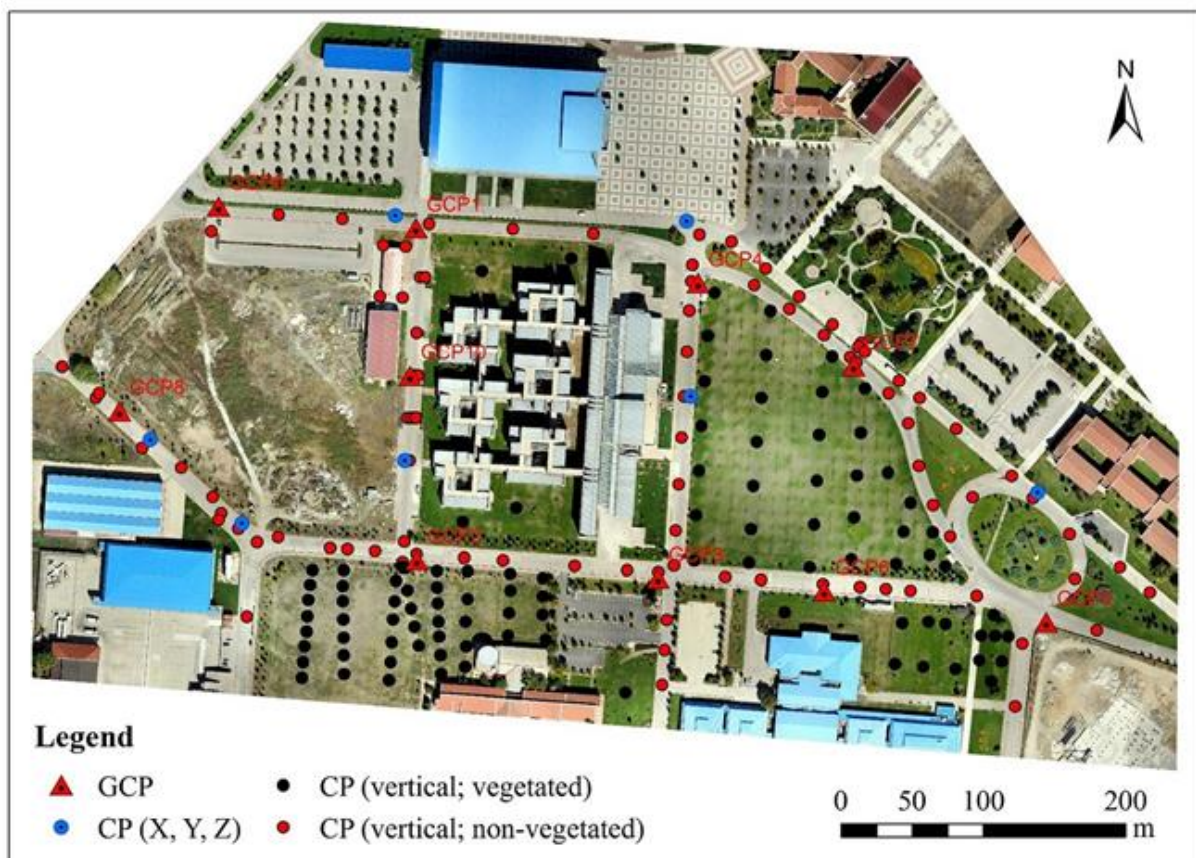 N
GCP1
GCP4
GCP10
GCP8
GCP6
Legend
GCP
CP (vertical; vegetated)
CP (X, Y, Z)
CP (vertical; non-vegetated)
0 50 100 200
m